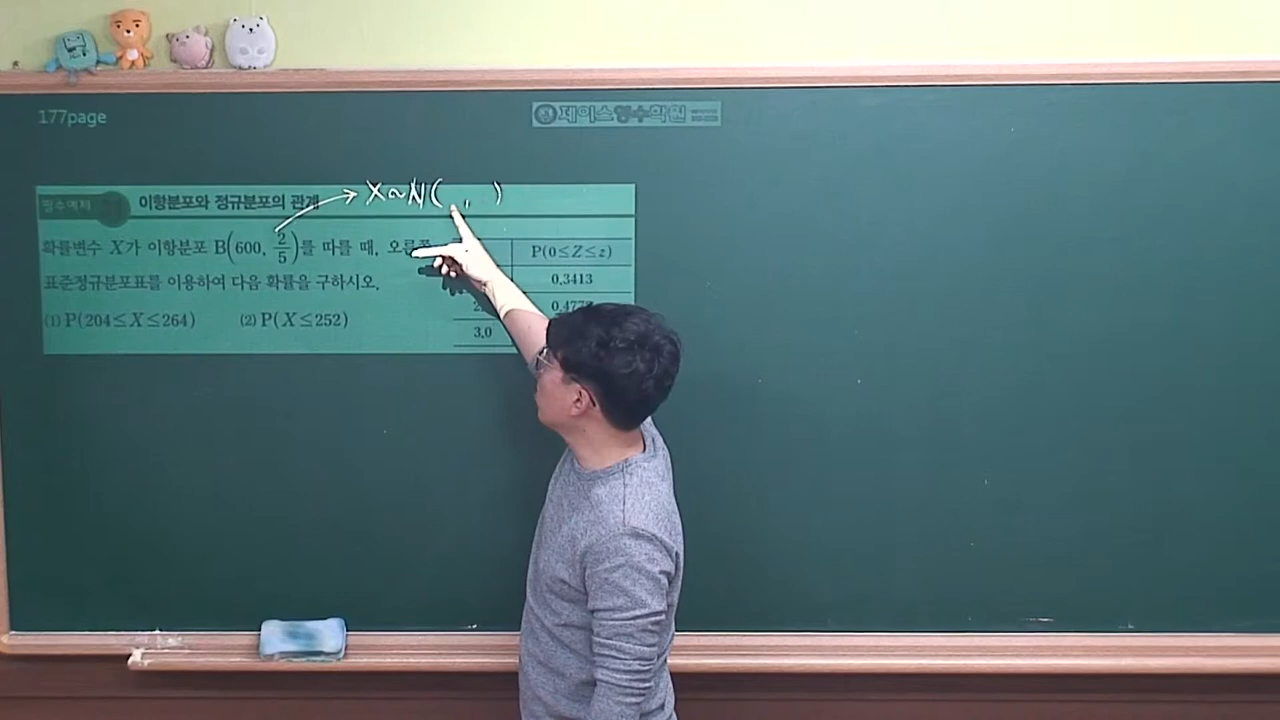 177page
제이스영수학원
필수예제
이항분포와 정규분포의 관계
X~N( , )
확률변수 X가 이항분포 B(600, 2/5)를 따를 때, 오른쪽
표준정규분포표를 이용하여 다음 확률을 구하시오.
(1) P(204≤X≤264) (2) P(X≤252)
P(0≤Z≤z)
0.3413
0.4772
3.0